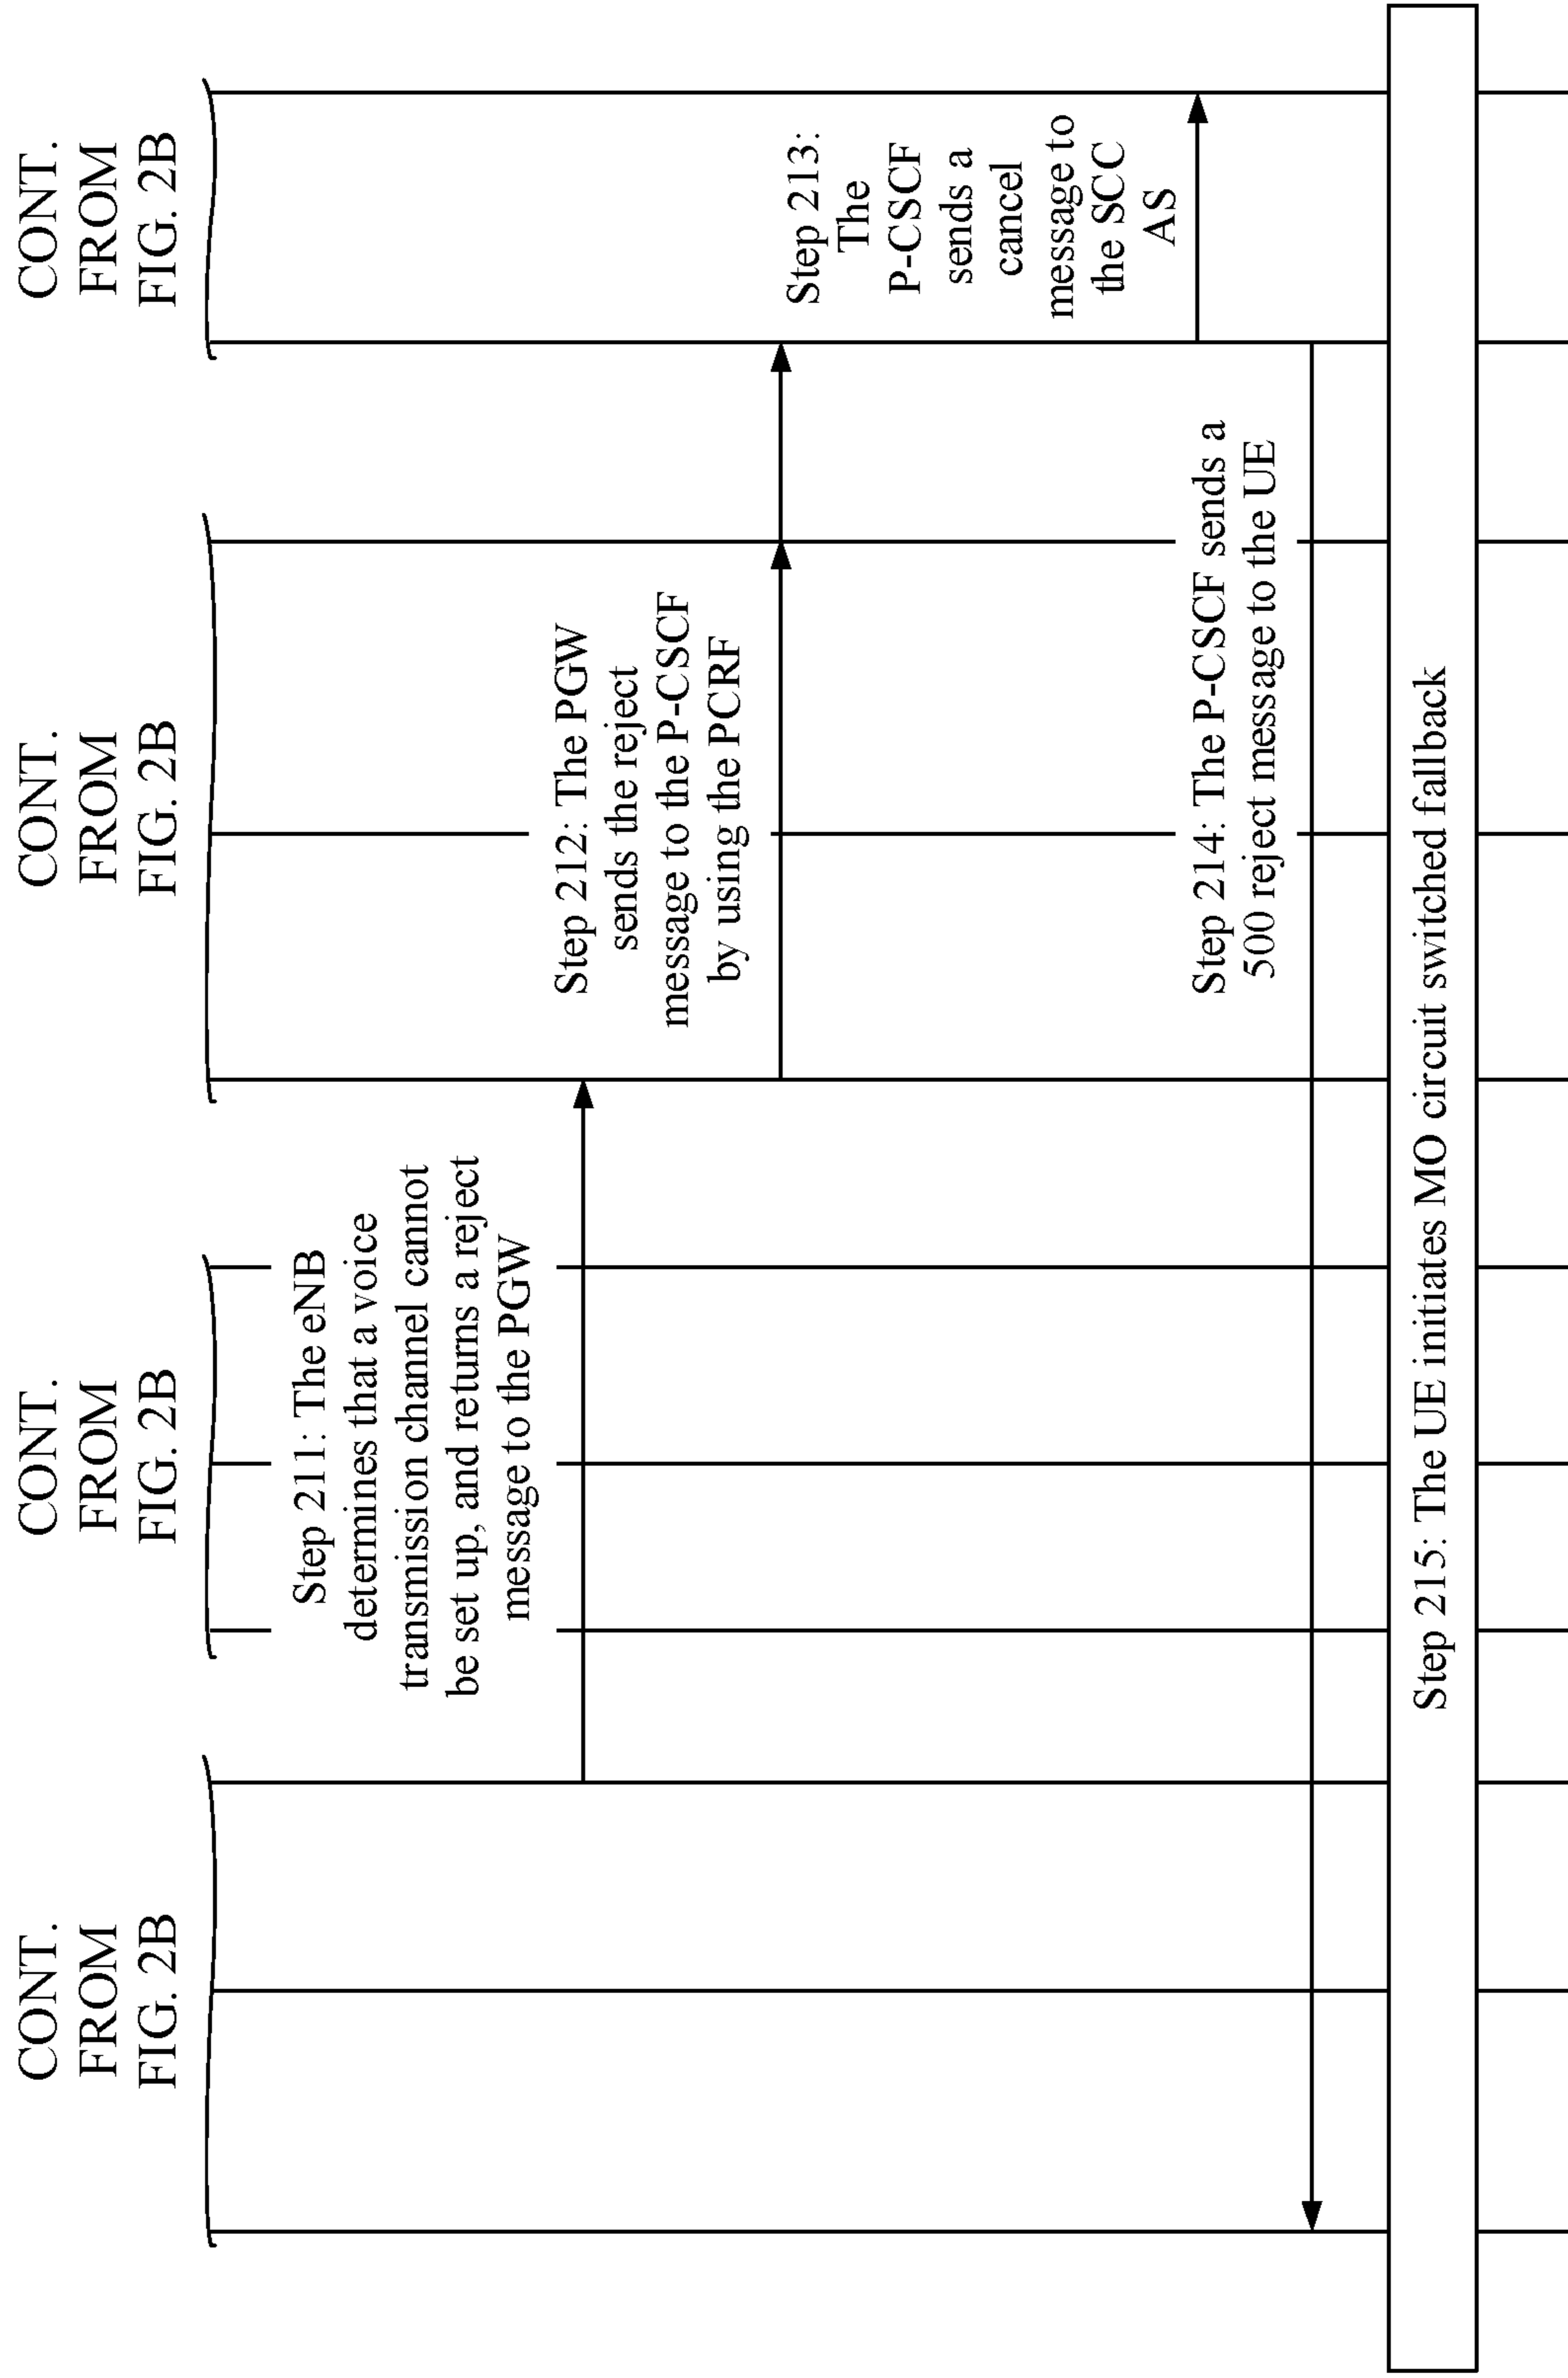 CONT.
FROM
FIG. 2B
CONT.
FROM
FIG. 2B
CONT.
FROM
FIG. 2B
CONT.
FROM
FIG. 2B
Step 211: The eNB
determines that a voice
transmission channel cannot
be set up, and returns a reject
message to the PGW
Step 212: The PGW
sends the reject
message to the P-CSCF
by using the PCRF
Step 213:
The
P-CSCF
sends a
cancel
message to
the SCC
AS
Step 214: The P-CSCF sends a
500 reject message to the UE
Step 215: The UE initiates MO circuit switched fallback